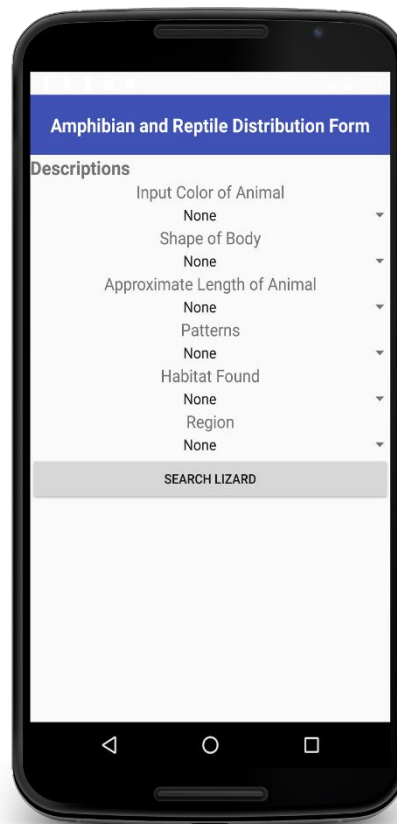 Amphibian and Reptile Distribution Form
Descriptions
Input Color of Animal
None
Shape of Body
None
Approximate Length of Animal
None
Patterns
None
Habitat Found
None
Region
None
SEARCH LIZARD